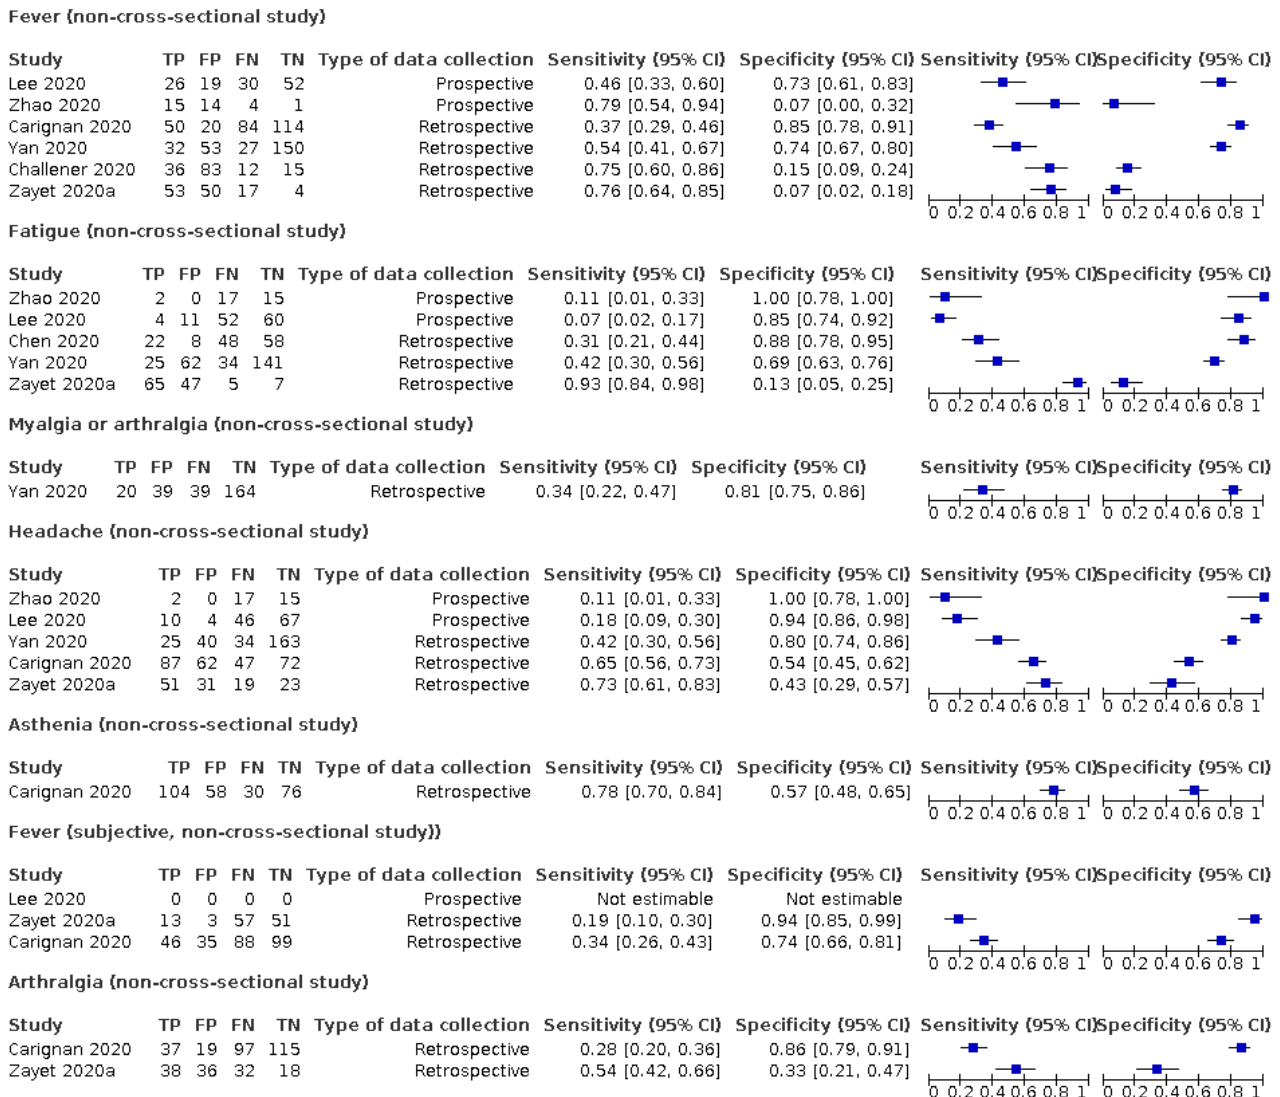 Fever (non-cross-sectional study)
Study TP FP FN TN Type of data collection Sensitivity (95% CI) Specificity (95% CI) Sensitivity (95% CI) Specificity (95% CI)
Lee 2020 26 19 30 52 Prospective 0.46 [0.33, 0.60] 0.73 [0.61, 0.83]
Zhao 2020 15 14 4 1 Prospective 0.79 [0.54, 0.94] 0.07 [0.00, 0.32]
Carignan 2020 50 20 84 114 Retrospective 0.37 [0.29, 0.46] 0.85 [0.78, 0.91]
Yan 2020 32 53 27 150 Retrospective 0.54 [0.41, 0.67] 0.74 [0.67, 0.80]
Challener 2020 36 83 12 15 Retrospective 0.75 [0.60, 0.86] 0.15 [0.09, 0.24]
Zayet 2020a 53 50 17 4 Retrospective 0.76 [0.64, 0.85] 0.07 [0.02, 0.18]
0 0.2 0.4 0.6 0.8 1 0 0.2 0.4 0.6 0.8 1
Fatigue (non-cross-sectional study)
Study TP FP FN TN Type of data collection Sensitivity (95% CI) Specificity (95% CI) Sensitivity (95% CI) Specificity (95% CI)
Zhao 2020 2 0 17 15 Prospective 0.11 [0.01, 0.33] 1.00 [0.78, 1.00]
Lee 2020 4 11 52 60 Prospective 0.07 [0.02, 0.17] 0.85 [0.74, 0.92]
Chen 2020 22 8 48 58 Retrospective 0.31 [0.21, 0.44] 0.88 [0.78, 0.95]
Yan 2020 25 62 34 141 Retrospective 0.42 [0.30, 0.56] 0.69 [0.63, 0.76]
Zayet 2020a 65 47 5 7 Retrospective 0.93 [0.84, 0.98] 0.13 [0.05, 0.25]
0 0.2 0.4 0.6 0.8 1 0 0.2 0.4 0.6 0.8 1
Myalgia or arthralgia (non-cross-sectional study)
Study TP FP FN TN Type of data collection Sensitivity (95% CI) Specificity (95% CI) Sensitivity (95% CI) Specificity (95% CI)
Yan 2020 20 39 39 164 Retrospective 0.34 [0.22, 0.47] 0.81 [0.75, 0.86]
0 0.2 0.4 0.6 0.8 1 0 0.2 0.4 0.6 0.8 1
Headache (non-cross-sectional study)
Study TP FP FN TN Type of data collection Sensitivity (95% CI) Specificity (95% CI) Sensitivity (95% CI) Specificity (95% CI)
Zhao 2020 2 0 17 15 Prospective 0.11 [0.01, 0.33] 1.00 [0.78, 1.00]
Lee 2020 10 4 46 67 Prospective 0.18 [0.09, 0.30] 0.94 [0.86, 0.98]
Yan 2020 25 40 34 163 Retrospective 0.42 [0.30, 0.56] 0.80 [0.74, 0.86]
Carignan 2020 87 62 47 72 Retrospective 0.65 [0.56, 0.73] 0.54 [0.45, 0.62]
Zayet 2020a 51 31 19 23 Retrospective 0.73 [0.61, 0.83] 0.43 [0.29, 0.57]
0 0.2 0.4 0.6 0.8 1 0 0.2 0.4 0.6 0.8 1
Asthenia (non-cross-sectional study)
Study TP FP FN TN Type of data collection Sensitivity (95% CI) Specificity (95% CI) Sensitivity (95% CI) Specificity (95% CI)
Carignan 2020 104 58 30 76 Retrospective 0.78 [0.70, 0.84] 0.57 [0.48, 0.65]
0 0.2 0.4 0.6 0.8 1 0 0.2 0.4 0.6 0.8 1
Fever (subjective, non-cross-sectional study))
Study TP FP FN TN Type of data collection Sensitivity (95% CI) Specificity (95% CI) Sensitivity (95% CI) Specificity (95% CI)
Lee 2020 0 0 0 0 Prospective Not estimable Not estimable
Zayet 2020a 13 3 57 51 Retrospective 0.19 [0.10, 0.30] 0.94 [0.85, 0.99]
Carignan 2020 46 35 88 99 Retrospective 0.34 [0.26, 0.43] 0.74 [0.66, 0.81]
0 0.2 0.4 0.6 0.8 1 0 0.2 0.4 0.6 0.8 1
Arthralgia (non-cross-sectional study)
Study TP FP FN TN Type of data collection Sensitivity (95% CI) Specificity (95% CI) Sensitivity (95% CI) Specificity (95% CI)
Carignan 2020 37 19 97 115 Retrospective 0.28 [0.20, 0.36] 0.86 [0.79, 0.91]
Zayet 2020a 38 36 32 18 Retrospective 0.54 [0.42, 0.66] 0.33 [0.21, 0.47]
0 0.2 0.4 0.6 0.8 1 0 0.2 0.4 0.6 0.8 1